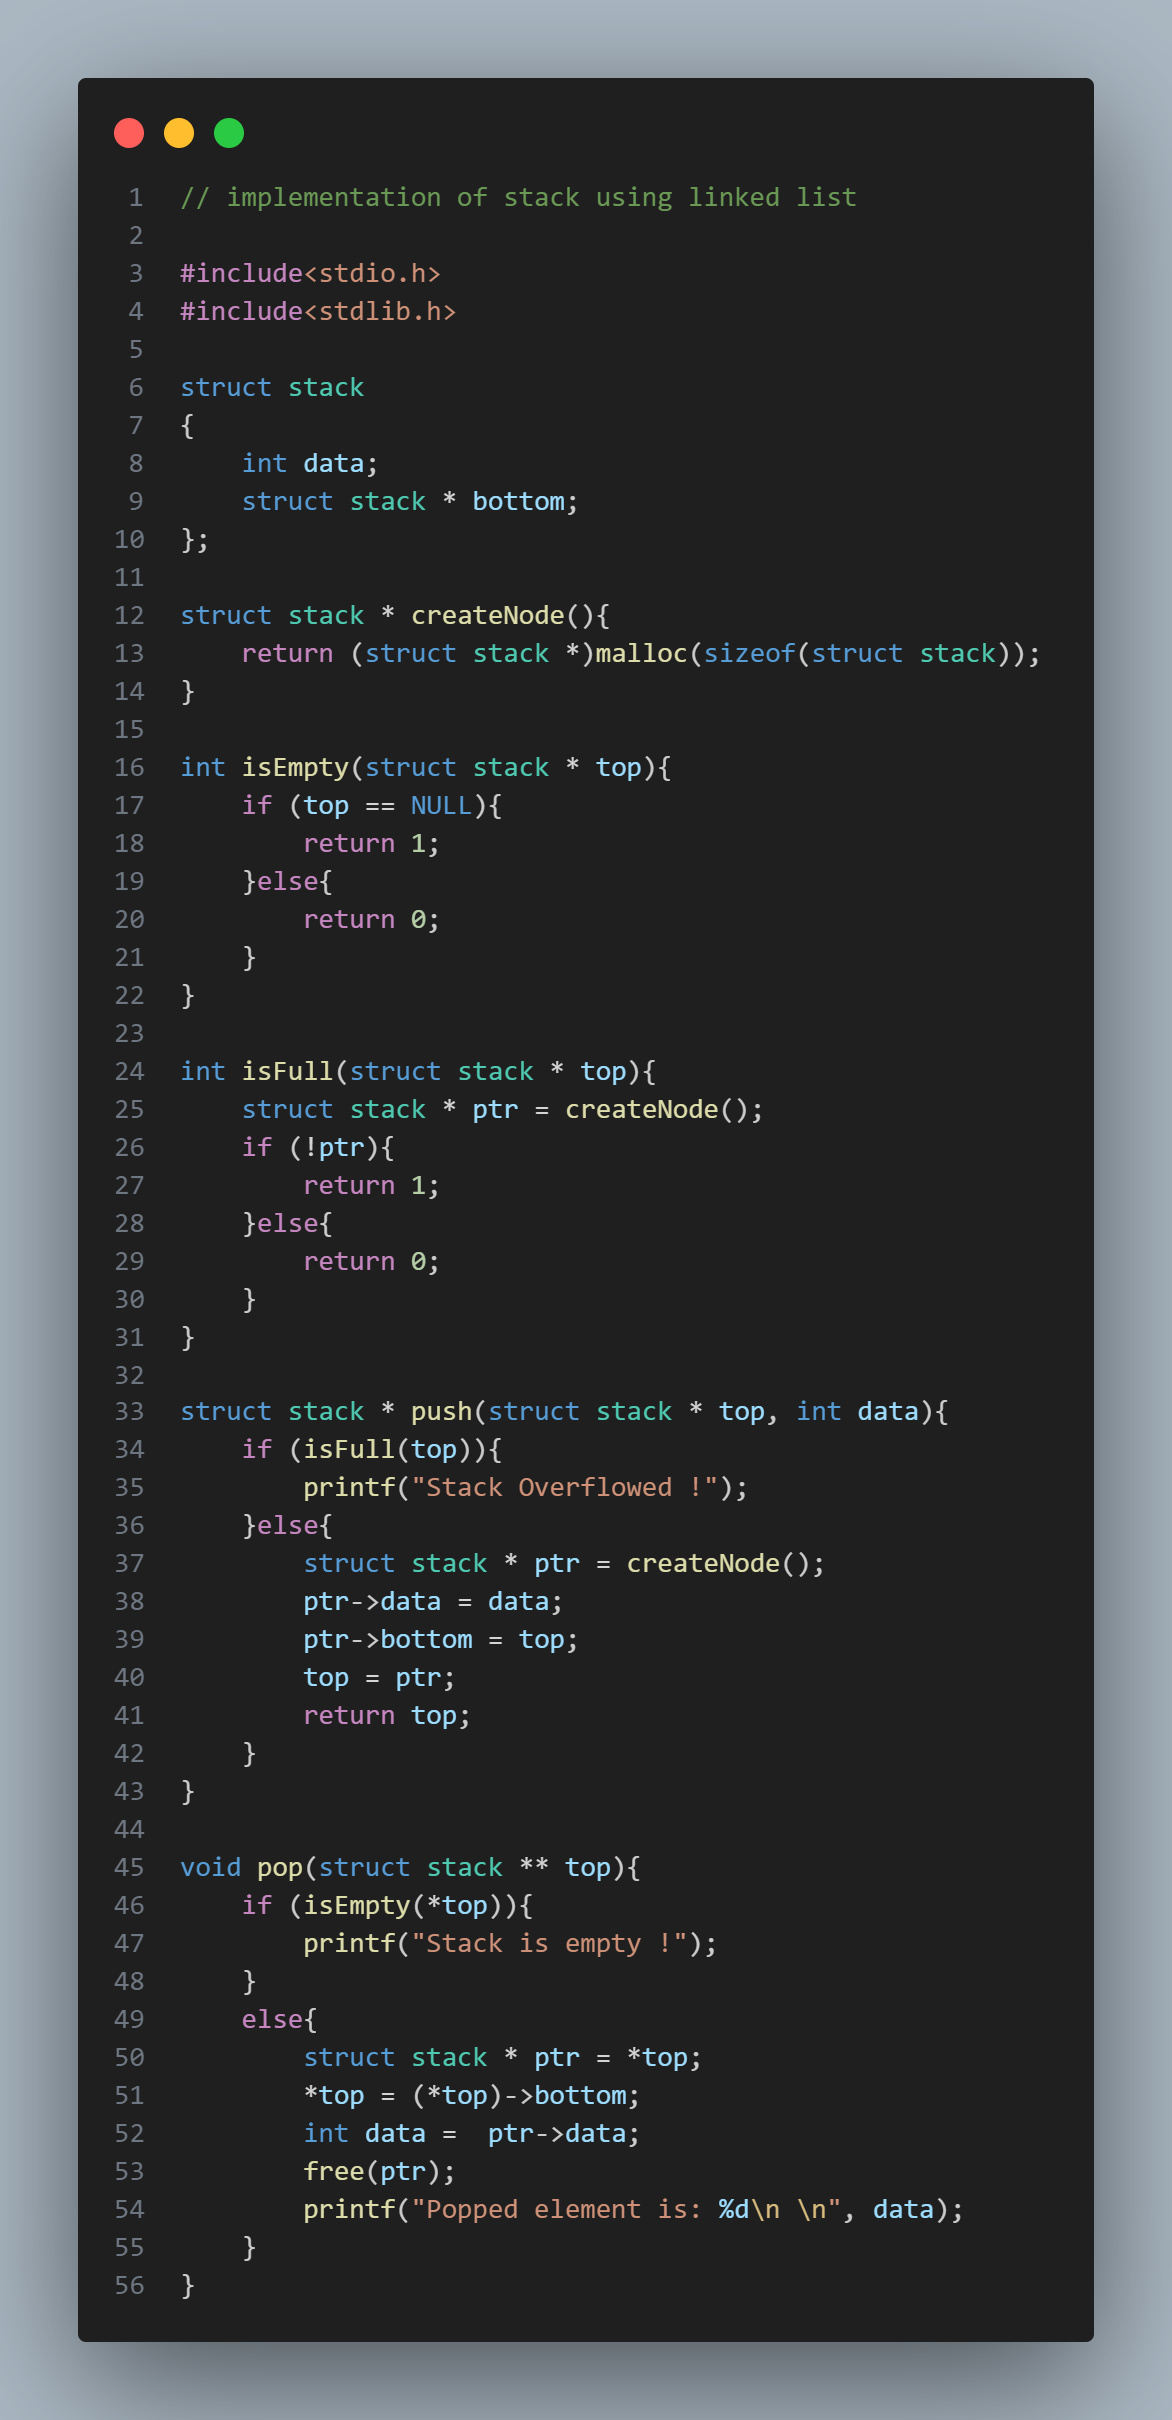 1 // implementation of stack using linked list
2
3 #include<stdio.h>
4 #include<stdlib.h>
5
6 struct stack
7 {
8     int data;
9     struct stack * bottom;
10 };
11
12 struct stack * createNode(){
13     return (struct stack *)malloc(sizeof(struct stack));
14 }
15
16 int isEmpty(struct stack * top){
17     if (top == NULL){
18         return 1;
19     }else{
20         return 0;
21     }
22 }
23
24 int isFull(struct stack * top){
25     struct stack * ptr = createNode();
26     if (!ptr){
27         return 1;
28     }else{
29         return 0;
30     }
31 }
32
33 struct stack * push(struct stack * top, int data){
34     if (isFull(top)){
35         printf("Stack Overflowed !");
36     }else{
37         struct stack * ptr = createNode();
38         ptr->data = data;
39         ptr->bottom = top;
40         top = ptr;
41         return top;
42     }
43 }
44
45 void pop(struct stack ** top){
46     if (isEmpty(*top)){
47         printf("Stack is empty !");
48     }
49     else{
50         struct stack * ptr = *top;
51         *top = (*top)->bottom;
52         int data =  ptr->data;
53         free(ptr);
54         printf("Popped element is: %d\n \n", data);
55     }
56 }